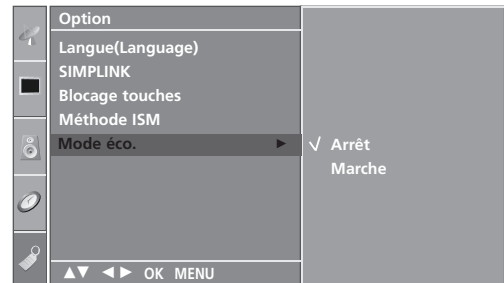 Option
Langue(Language)
SIMPLINK
Blocage touches
Méthode ISM
Mode éco. ► √ Arrêt
Marche
▲▼ ◄► OK MENU